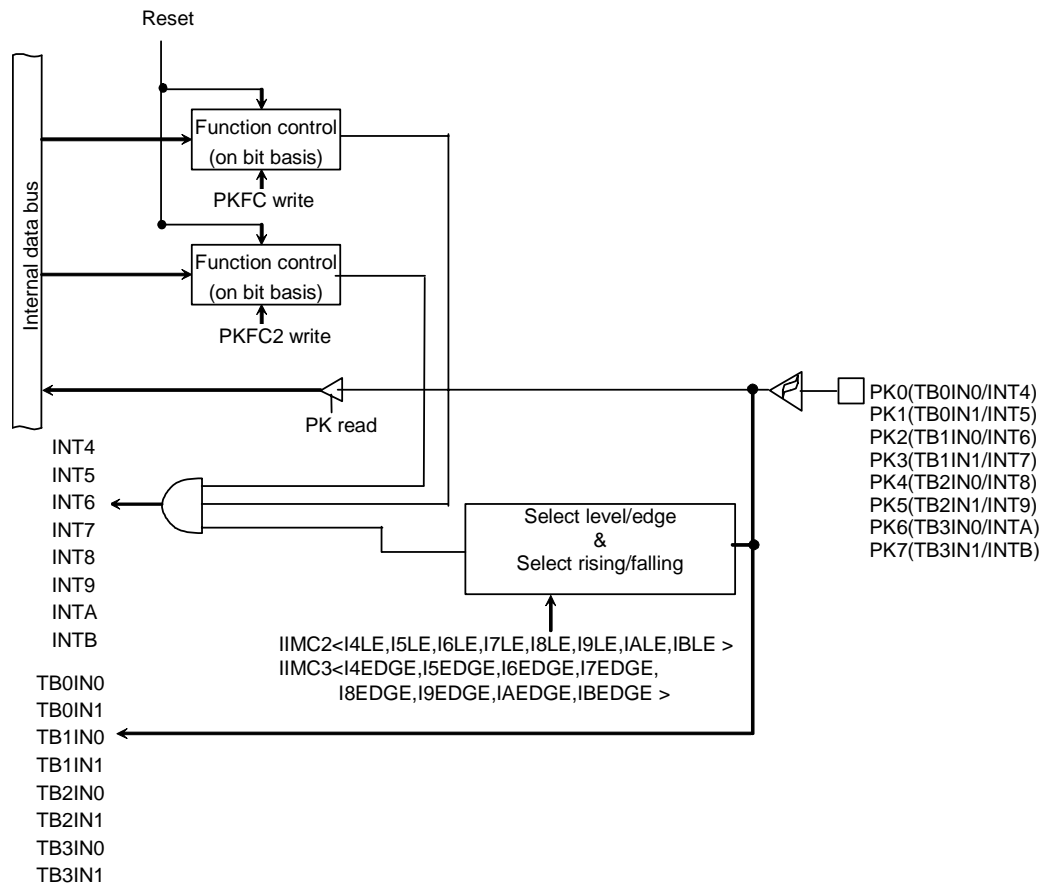 Reset
Internal data bus
Function control
(on bit basis)
PKFC write
Function control
(on bit basis)
PKFC2 write
PK read
PK0(TB0IN0/INT4)
PK1(TB0IN1/INT5)
PK2(TB1IN0/INT6)
PK3(TB1IN1/INT7)
PK4(TB2IN0/INT8)
PK5(TB2IN1/INT9)
PK6(TB3IN0/INTA)
PK7(TB3IN1/INTB)
INT4
INT5
INT6
INT7
INT8
INT9
INTA
INTB
Select level/edge
&
Select rising/falling
IIMC2<I4LE,I5LE,I6LE,I7LE,I8LE,I9LE,IALE,IBLE >
IIMC3<I4EDGE,I5EDGE,I6EDGE,I7EDGE,
I8EDGE,I9EDGE,IAEDGE,IBEDGE >
TB0IN0
TB0IN1
TB1IN0
TB1IN1
TB2IN0
TB2IN1
TB3IN0
TB3IN1